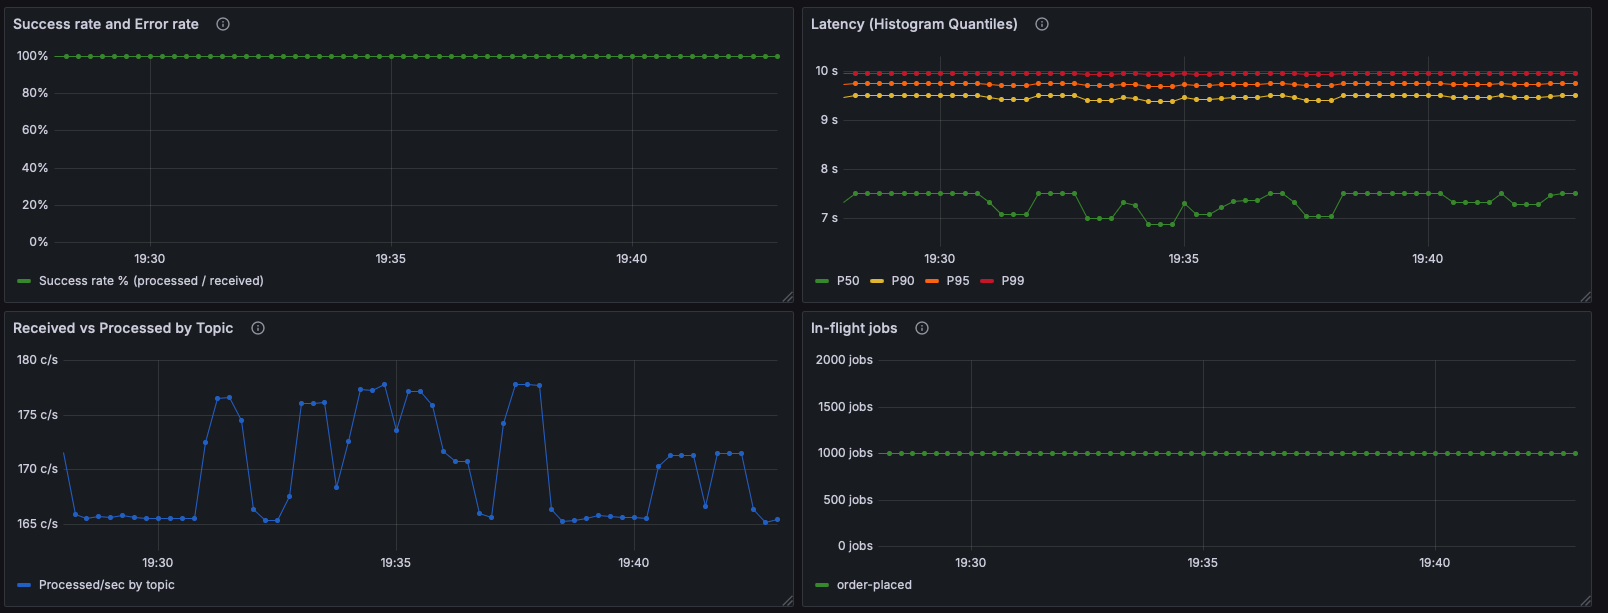 Success rate and Error rate
100%
80%
60%
40%
20%
0%
19:30 19:35 19:40
Success rate % (processed / received)
Latency (Histogram Quantiles)
10 s
9 s
8 s
7 s
19:30 19:35 19:40
P50 P90 P95 P99
Received vs Processed by Topic
180 c/s
175 c/s
170 c/s
165 c/s
19:30 19:35 19:40
Processed/sec by topic
In-flight jobs
2000 jobs
1500 jobs
1000 jobs
500 jobs
0 jobs
19:30 19:35 19:40
order-placed